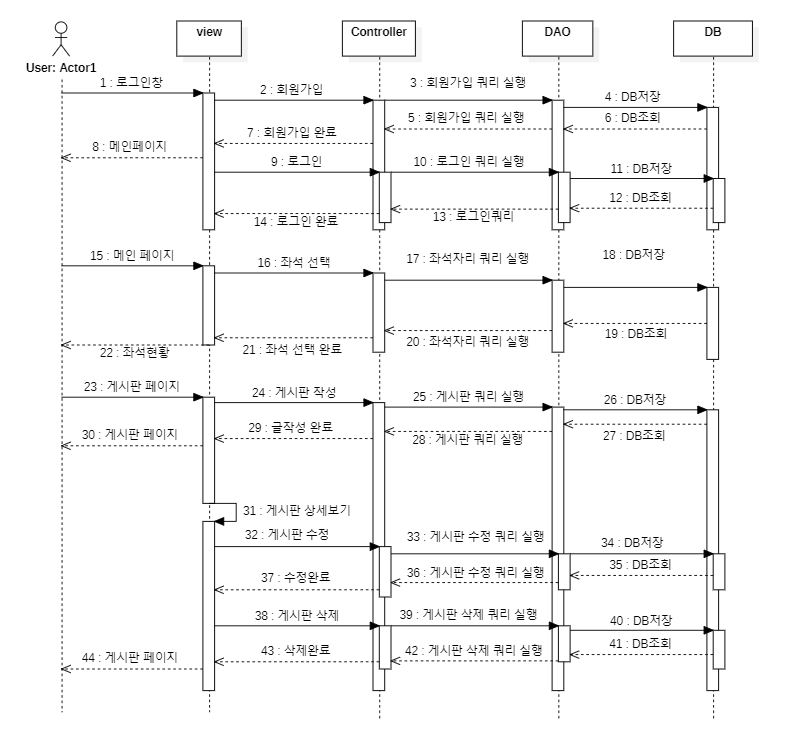 view
Controller
DAO
DB
User: Actor1
1 : 로그인창
2 : 회원가입
3 : 회원가입 쿼리 실행
4 : DB저장
5 : 회원가입 쿼리 실행
6 : DB조회
7 : 회원가입 완료
8 : 메인페이지
9 : 로그인
10 : 로그인 쿼리 실행
11 : DB저장
12 : DB조회
13 : 로그인쿼리
14 : 로그인 완료
15 : 메인 페이지
16 : 좌석 선택
17 : 좌석자리 쿼리 실행
18 : DB저장
19 : DB조회
20 : 좌석자리 쿼리 실행
21 : 좌석 선택 완료
22 : 좌석현황
23 : 게시판 페이지
24 : 게시판 작성
25 : 게시판 쿼리 실행
26 : DB저장
27 : DB조회
28 : 게시판 쿼리 실행
29 : 글작성 완료
30 : 게시판 페이지
31 : 게시판 상세보기
32 : 게시판 수정
33 : 게시판 수정 쿼리 실행
34 : DB저장
35 : DB조회
36 : 게시판 수정 쿼리 실행
37 : 수정완료
38 : 게시판 삭제
39 : 게시판 삭제 쿼리 실행
40 : DB저장
41 : DB조회
42 : 게시판 삭제 쿼리 실행
43 : 삭제완료
44 : 게시판 페이지